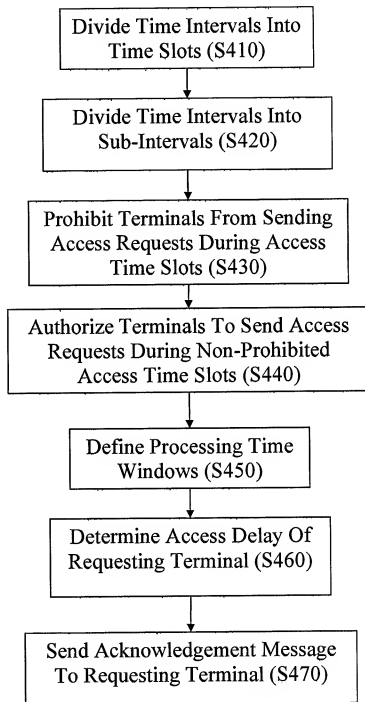 Divide Time Intervals Into
Time Slots (S410)
Divide Time Intervals Into
Sub-Intervals (S420)
Prohibit Terminals From Sending
Access Requests During Access
Time Slots (S430)
Authorize Terminals To Send Access
Requests During Non-Prohibited
Access Time Slots (S440)
Define Processing Time
Windows (S450)
Determine Access Delay Of
Requesting Terminal (S460)
Send Acknowledgement Message
To Requesting Terminal (S470)